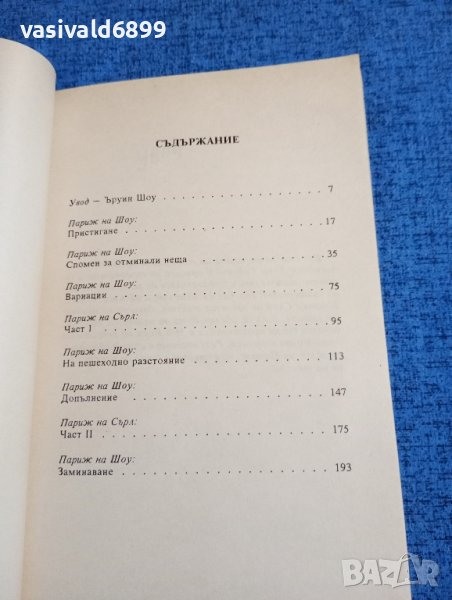 vasivald6899
СЪДЪРЖАНИЕ
Увод — Ъруин Шоу . . . . . . . . . . . . . . . . 7
Париж на Шоу:
Пристигане . . . . . . . . . . . . . . . . . . . 17
Париж на Шоу:
Спомен за отминали неща . . . . . . . . . . . . 35
Париж на Шоу:
Вариации . . . . . . . . . . . . . . . . . . . . 75
Париж на Сърл:
Част I . . . . . . . . . . . . . . . . . . . . . 95
Париж на Шоу:
На пешеходно разстояние . . . . . . . . . . . . 113
Париж на Шоу:
Допълнение . . . . . . . . . . . . . . . . . . . 147
Париж на Сърл:
Част II . . . . . . . . . . . . . . . . . . . . 175
Париж на Шоу:
Заминаване . . . . . . . . . . . . . . . . . . . 193
BAZAR